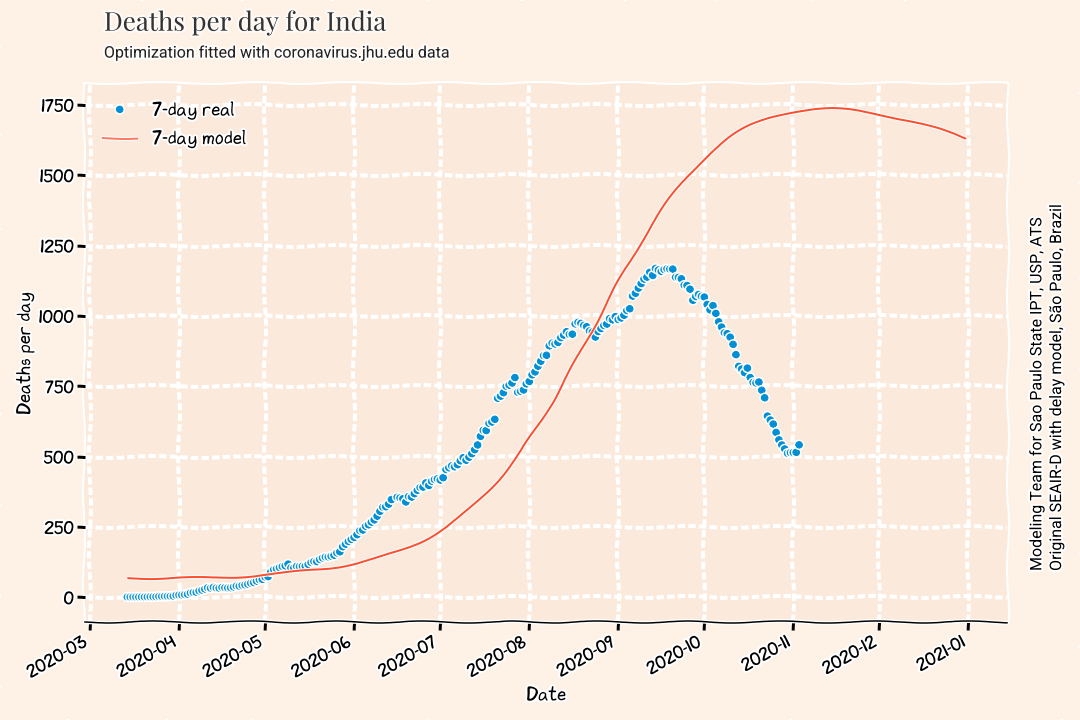 Deaths per day for India
Optimization fitted with coronavirus.jhu.edu data
7-day real
7-day model
1750
1500
1250
1000
750
500
250
0
Deaths per day
2020-03
2020-04
2020-05
2020-06
2020-07
2020-08
2020-09
2020-10
2020-11
2020-12
2021-01
Date
Modeling Team for Sao Paulo State IPT, USP, ATS
Original SEAIR-D with delay model, São Paulo, Brazil